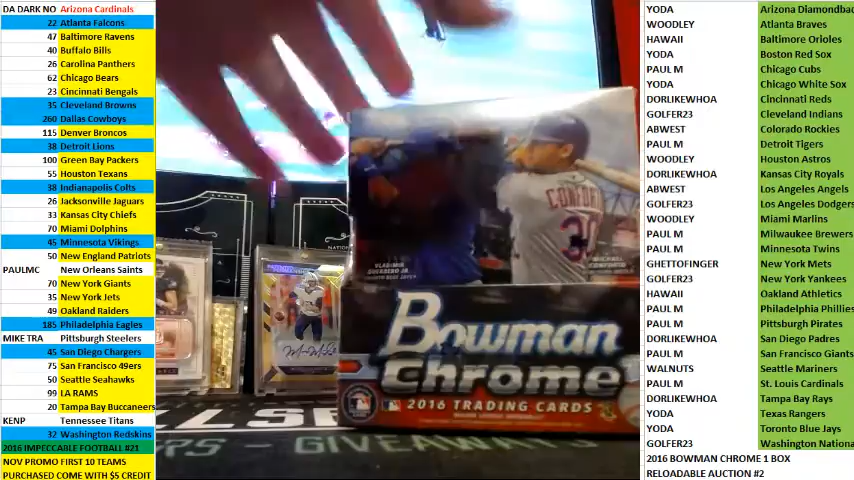 DA DARK NO Arizona Cardinals
22 Atlanta Falcons
47 Baltimore Ravens
40 Buffalo Bills
26 Carolina Panthers
62 Chicago Bears
23 Cincinnati Bengals
35 Cleveland Browns
260 Dallas Cowboys
115 Denver Broncos
38 Detroit Lions
100 Green Bay Packers
55 Houston Texans
38 Indianapolis Colts
26 Jacksonville Jaguars
33 Kansas City Chiefs
70 Miami Dolphins
45 Minnesota Vikings
50 New England Patriots
PAULMC New Orleans Saints
70 New York Giants
35 New York Jets
49 Oakland Raiders
185 Philadelphia Eagles
MIKE TRA Pittsburgh Steelers
45 San Diego Chargers
75 San Francisco 49ers
50 Seattle Seahawks
99 LA RAMS
20 Tampa Bay Buccaneers
KENP Tennessee Titans
32 Washington Redskins
2016 IMPECCABLE FOOTBALL #21
NOV PROMO FIRST 10 TEAMS
PURCHASED COME WITH $5 CREDIT
CONFORT
30
VLADIMIR
GUERRERO JR.
MICHAEL
CONFORTO
Bowman
Chrome
2016 TRADING CARDS
GIVEAW
YODA Arizona Diamondbac
WOODLEY Atlanta Braves
HAWAII Baltimore Orioles
YODA Boston Red Sox
PAUL M Chicago Cubs
YODA Chicago White Sox
DORLIKEWHOA Cincinnati Reds
GOLFER23 Cleveland Indians
ABWEST Colorado Rockies
PAUL M Detroit Tigers
WOODLEY Houston Astros
DORLIKEWHOA Kansas City Royals
ABWEST Los Angeles Angels
GOLFER23 Los Angeles Dodgers
WOODLEY Miami Marlins
PAUL M Milwaukee Brewers
PAUL M Minnesota Twins
GHETTOFINGER New York Mets
GOLFER23 New York Yankees
HAWAII Oakland Athletics
PAUL M Philadelphia Phillies
PAUL M Pittsburgh Pirates
DORLIKEWHOA San Diego Padres
PAUL M San Francisco Giants
WALNUTS Seattle Mariners
PAUL M St. Louis Cardinals
DORLIKEWHOA Tampa Bay Rays
YODA Texas Rangers
YODA Toronto Blue Jays
GOLFER23 Washington Nationa
2016 BOWMAN CHROME 1 BOX
RELOADABLE AUCTION #2